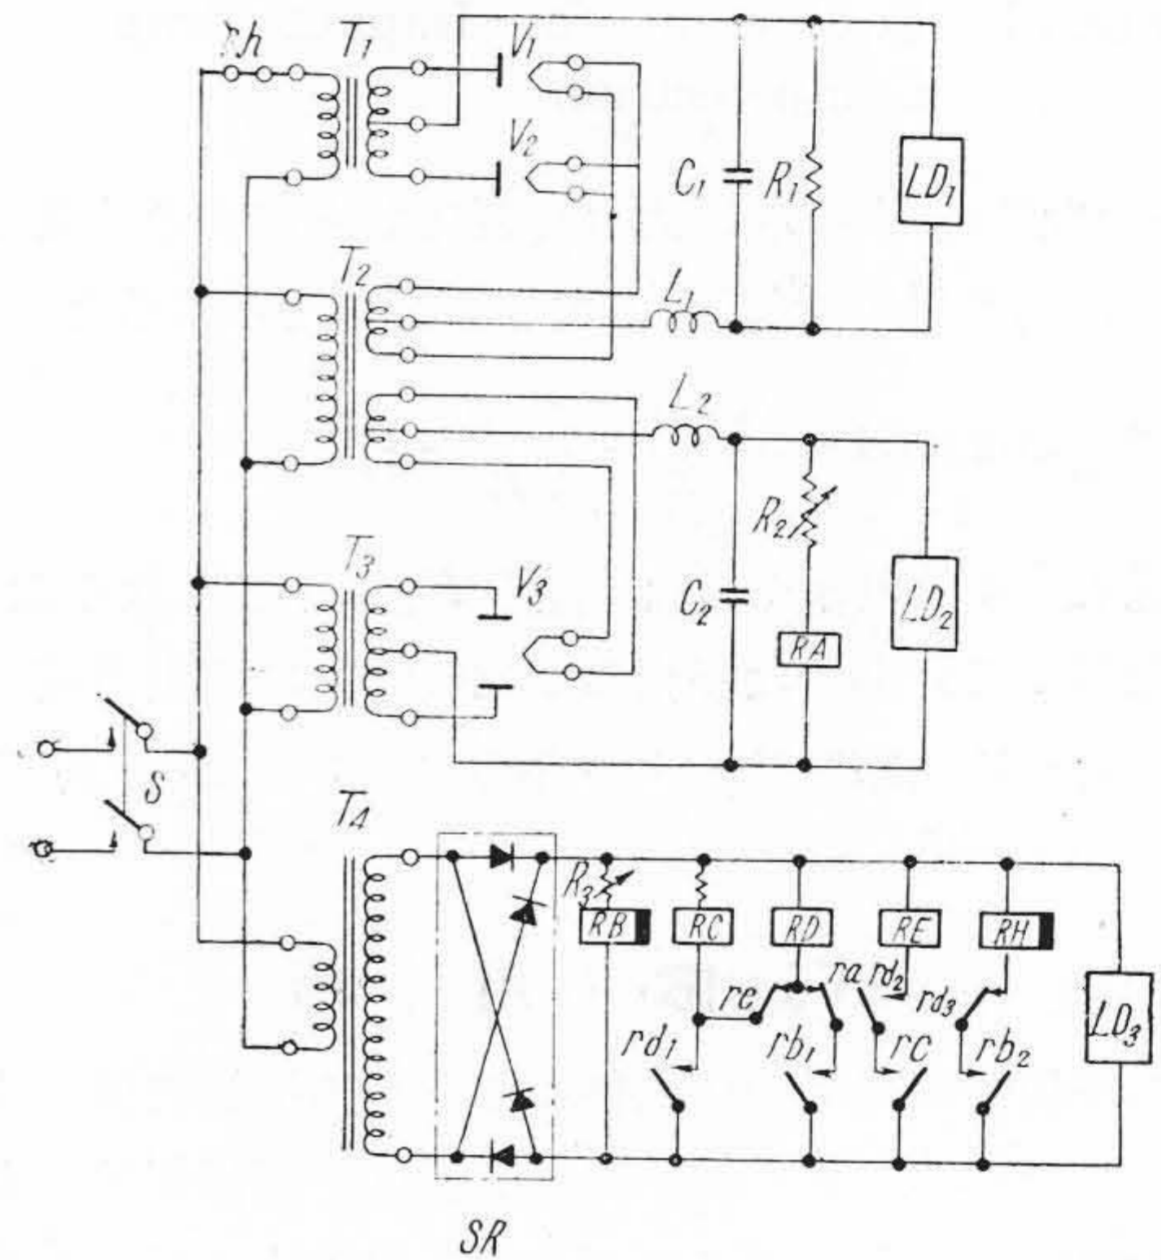 rh T1 V1
V2
C1 R1 LD1
T2
L1
L2
R2
T3 V3
C2 LD2
RA
S
T4
R3
RB RC RD RE RH
re ra rd2 rd3
LD3
rd1 rb1 rc rb2
SR